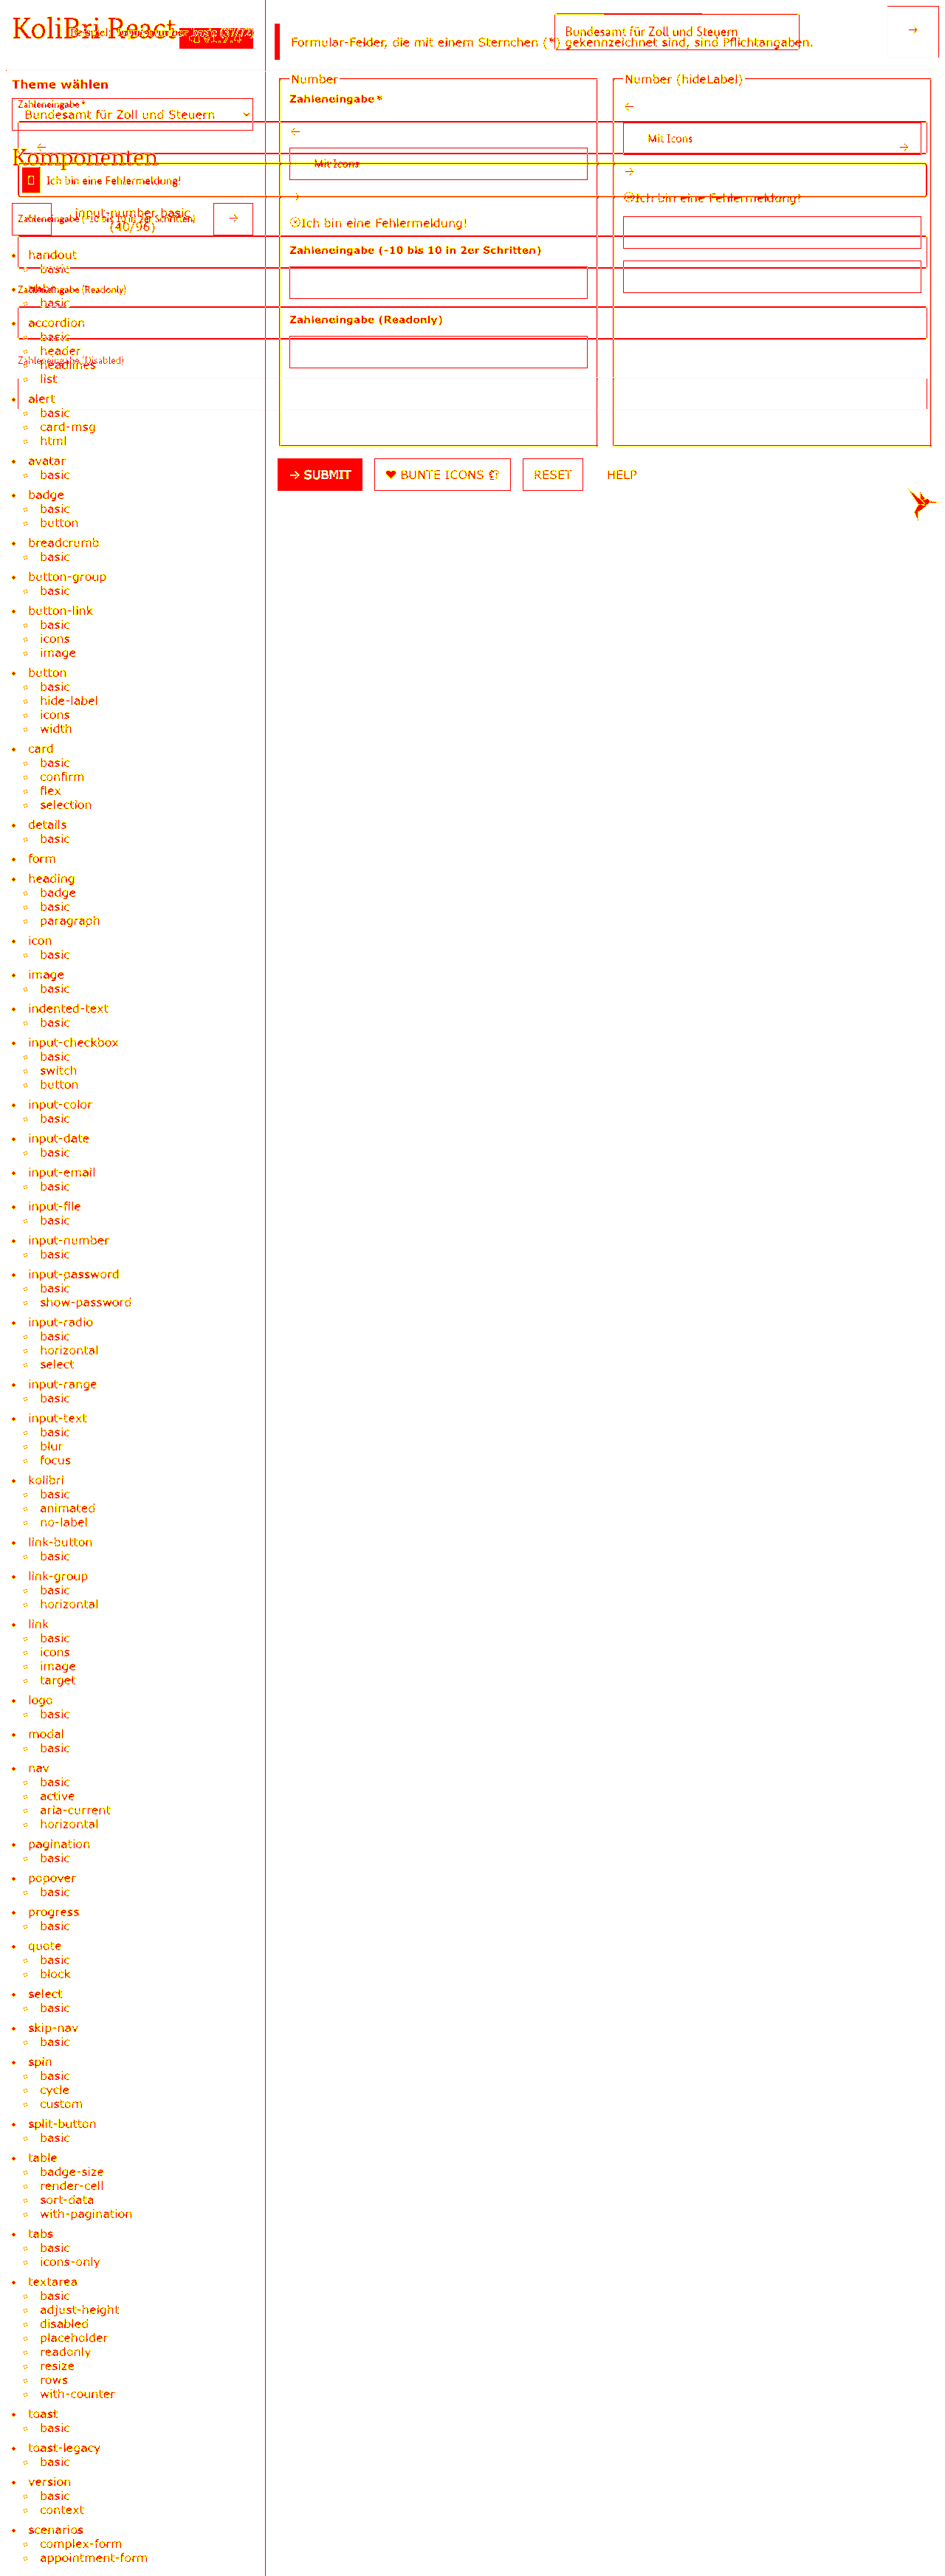 KoliBri React
Bundesamt für Zoll und Steuern
→
Formular-Felder, die mit einem Sternchen (*) gekennzeichnet sind, sind Pflichtangaben.
Theme wählen
Zahleneingabe *
Bundesamt für Zoll und Steuern
←
Komponenten
Ich bin eine Fehlermeldung!
input-number basic
(40/96)
→
Zahleneingabe (-10 bis 10 in 2er Schritten)
Zahleneingabe (Readonly)
Zahleneingabe (Disabled)
handout
basic
abbr
basic
accordion
basic
header
headlines
list
alert
basic
card-msg
html
avatar
basic
badge
basic
button
breadcrumb
basic
button-group
basic
button-link
basic
icons
image
button
basic
hide-label
icons
width
card
basic
confirm
flex
selection
details
basic
form
heading
badge
basic
paragraph
icon
basic
image
basic
indented-text
basic
input-checkbox
basic
switch
button
input-color
basic
input-date
basic
input-email
basic
input-file
basic
input-number
basic
input-password
basic
show-password
input-radio
basic
horizontal
select
input-range
basic
input-text
basic
blur
focus
kolibri
basic
animated
no-label
link-button
basic
link-group
basic
horizontal
link
basic
icons
image
target
logo
basic
modal
basic
nav
basic
active
aria-current
horizontal
pagination
basic
popover
basic
progress
basic
quote
basic
block
select
basic
skip-nav
basic
spin
basic
cycle
custom
split-button
basic
table
badge-size
render-cell
sort-data
with-pagination
tabs
basic
icons-only
textarea
basic
adjust-height
disabled
placeholder
readonly
resize
rows
with-counter
toast
basic
toast-legacy
basic
version
basic
context
scenarios
complex-form
appointment-form
Number
Zahleneingabe *
←
Mit Icons
→
Ich bin eine Fehlermeldung!
Zahleneingabe (-10 bis 10 in 2er Schritten)
Zahleneingabe (Readonly)
Number (hideLabel)
←
Mit Icons
→
→
Ich bin eine Fehlermeldung!
→ SUBMIT
♥ BUNTE ICONS
RESET
HELP